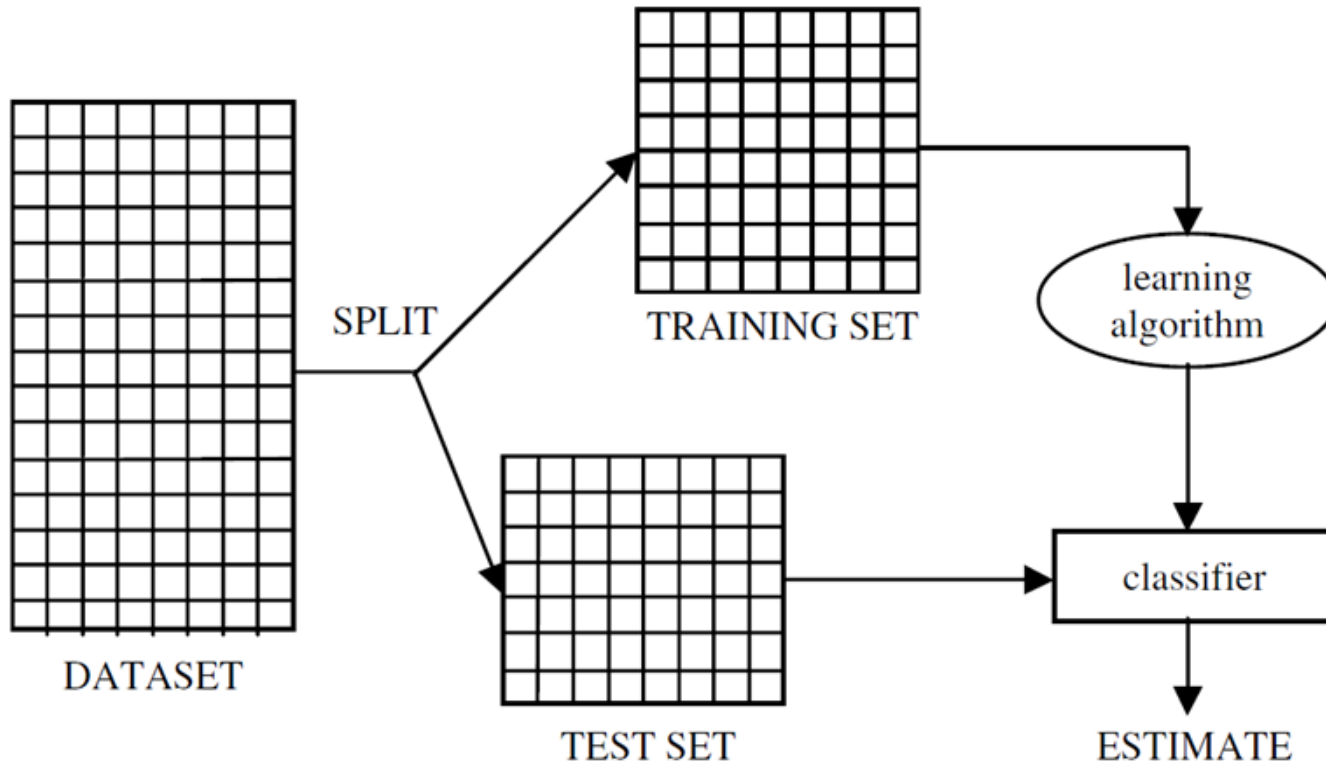 SPLIT
TRAINING SET
learning
algorithm
classifier
DATASET
TEST SET
ESTIMATE